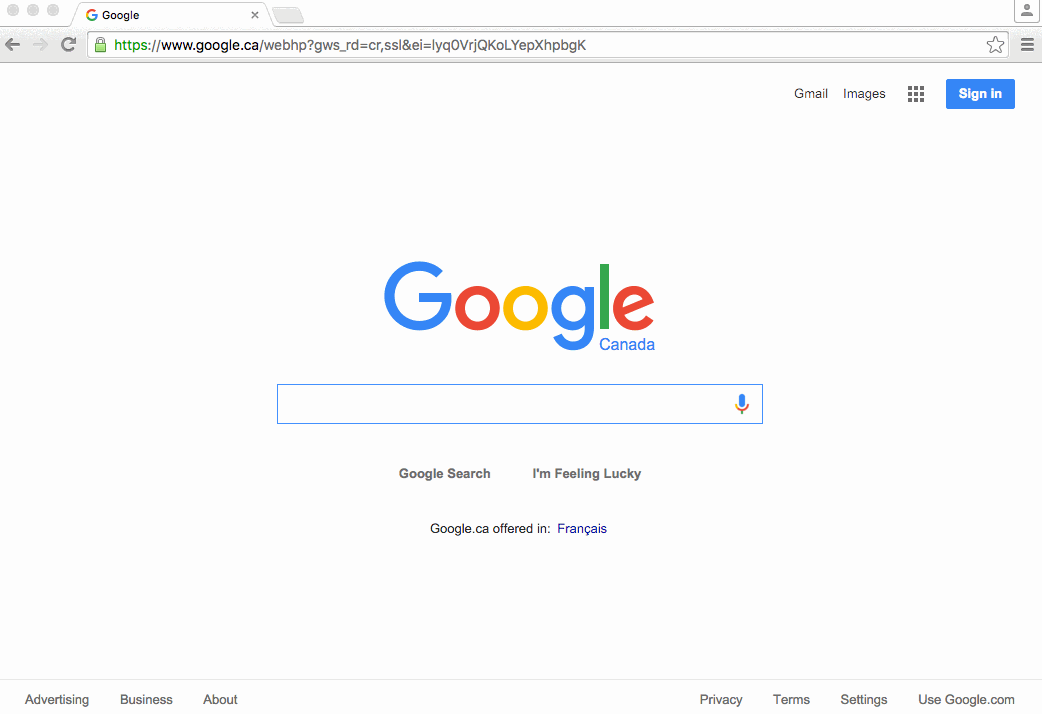 Google
https://www.google.ca/webhp?gws_rd=cr,ssl&ei=lyq0VrjQKoLYepXhpbgK
Gmail Images Sign in
Google
Canada
Google Search I'm Feeling Lucky
Google.ca offered in: Français
Advertising Business About Privacy Terms Settings Use Google.com